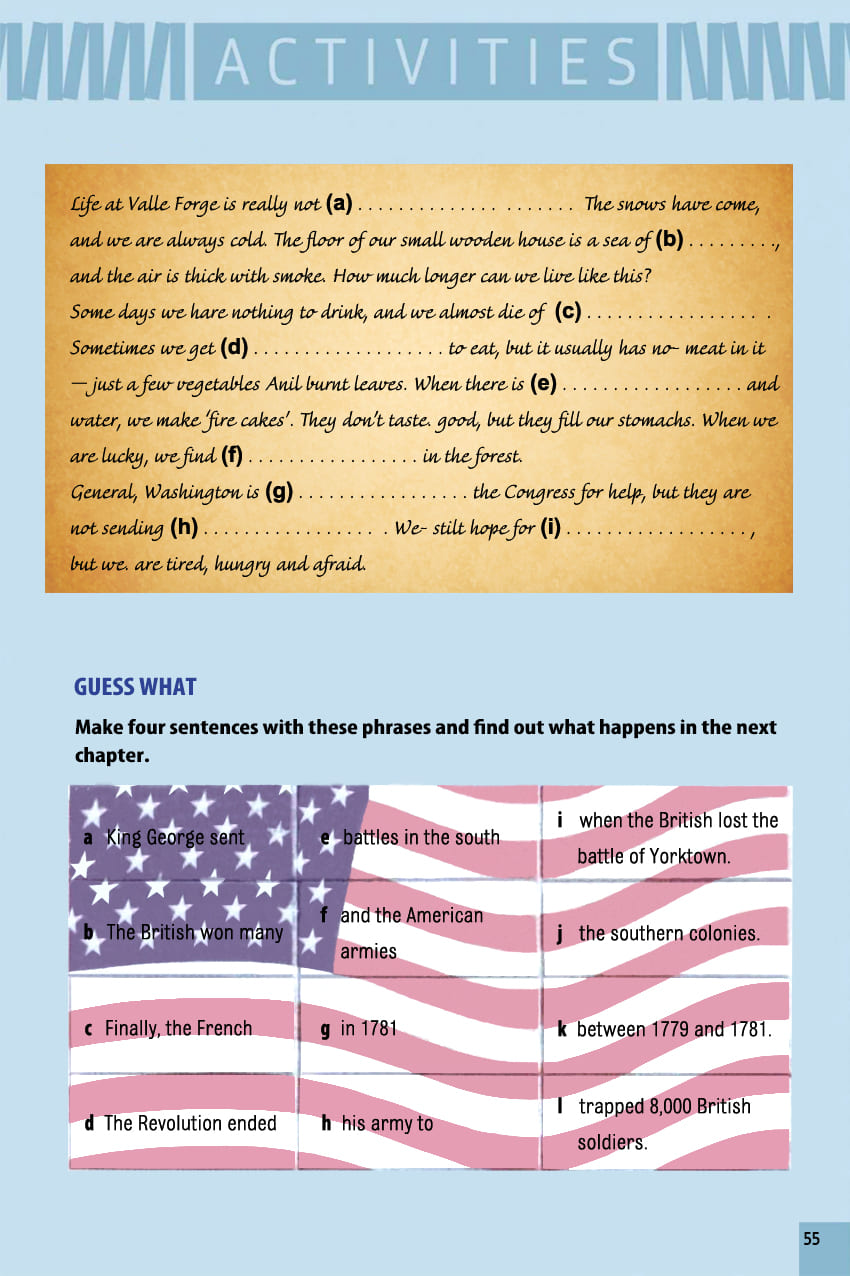 ACTIVITIES
Life at Valle Forge is really not (a) . . . . . . . . . . . . . . . . . . . . . The snows have come,
and we are always cold. The floor of our small wooden house is a sea of (b) . . . . . . . . .,
and the air is thick with smoke. How much longer can we live like this?
Some days we hare nothing to drink, and we almost die of (c) . . . . . . . . . . . . . . . . . .
Sometimes we get (d) . . . . . . . . . . . . . . . . . . . to eat, but it usually has no- meat in it
– just a few vegetables Anil burnt leaves. When there is (e) . . . . . . . . . . . . . . . . . . and
water, we make 'fire cakes'. They don't taste. good, but they fill our stomachs. When we
are lucky, we find (f) . . . . . . . . . . . . . . . . . in the forest.
General, Washington is (g) . . . . . . . . . . . . . . . . . the Congress for help, but they are
not sending (h) . . . . . . . . . . . . . . . . . . . We- stilt hope for (i) . . . . . . . . . . . . . . . . . . ,
but we. are tired, hungry and afraid.
GUESS WHAT
Make four sentences with these phrases and find out what happens in the next
chapter.
a King George sent
e battles in the south
i when the British lost the
battle of Yorktown.
b The British won many
f and the American
armies
j the southern colonies.
c Finally, the French
g in 1781
k between 1779 and 1781.
d The Revolution ended
h his army to
l trapped 8,000 British
soldiers.
55